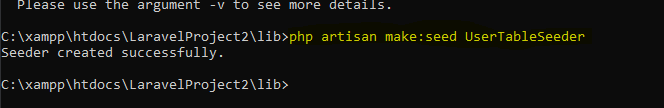 Please use the argument -v to see more details.
C:\xampp\htdocs\LaravelProject2\lib>php artisan make:seed UserTableSeeder
Seeder created successfully.
C:\xampp\htdocs\LaravelProject2\lib>